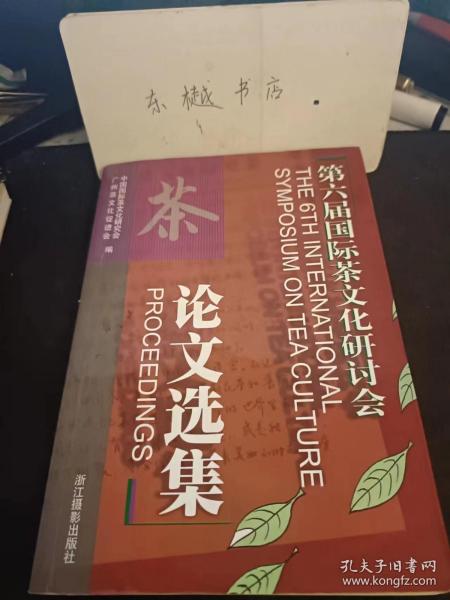 东樾书店
第六届国际茶文化研讨会
THE 6TH INTERNATIONAL
SYMPOSIUM ON TEA CULTURE
茶
中国国际茶文化研究会
广州茶文化促进会 编
论文选集
PROCEEDINGS
浙江摄影出版社
孔夫子旧书网
www.kongfz.com